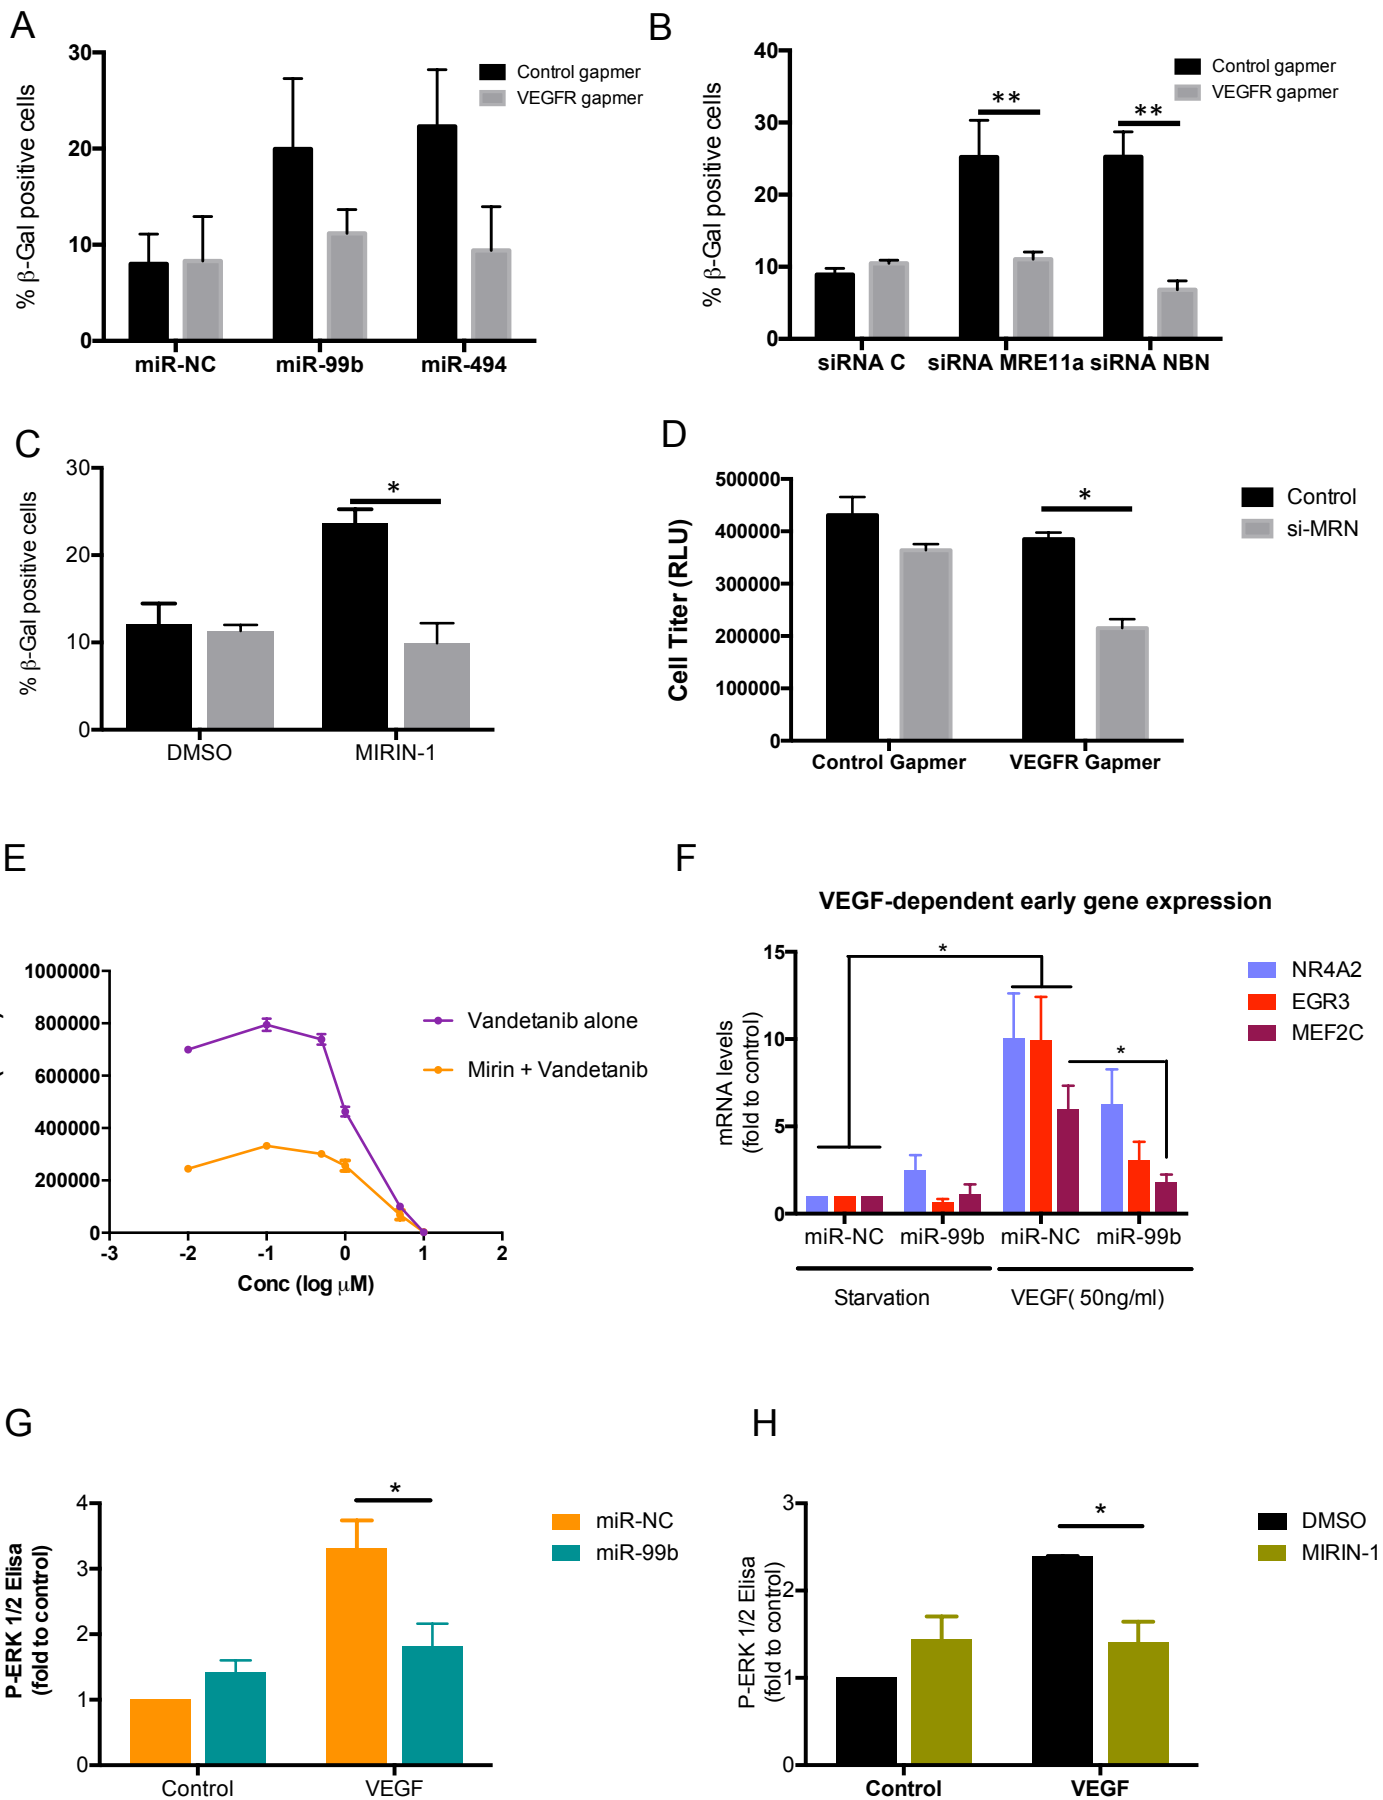 A
30
20
10
0
% β-Gal positive cells
Control gapmer
VEGFR gapmer
miR-NC
miR-99b
miR-494
B
40
30
20
10
0
% β-Gal positive cells
Control gapmer
VEGFR gapmer
**
**
siRNA C
siRNA MRE11a
siRNA NBN
C
30
20
10
0
% β-Gal positive cells
*
DMSO
MIRIN-1
D
500000
400000
300000
200000
100000
0
Cell Titer (RLU)
*
Control
si-MRN
Control Gapmer
VEGFR Gapmer
E
1000000
800000
600000
400000
200000
0
-3
-2
-1
0
1
2
Conc (log μM)
Vandetanib alone
Mirin + Vandetanib
F
VEGF-dependent early gene expression
15
10
5
0
mRNA levels
(fold to control)
*
*
NR4A2
EGR3
MEF2C
miR-NC
miR-99b
miR-NC
miR-99b
Starvation
VEGF( 50ng/ml)
G
4
3
2
1
0
P-ERK 1/2 Elisa
(fold to control)
*
miR-NC
miR-99b
Control
VEGF
H
3
2
1
0
P-ERK 1/2 Elisa
(fold to control)
*
DMSO
MIRIN-1
Control
VEGF